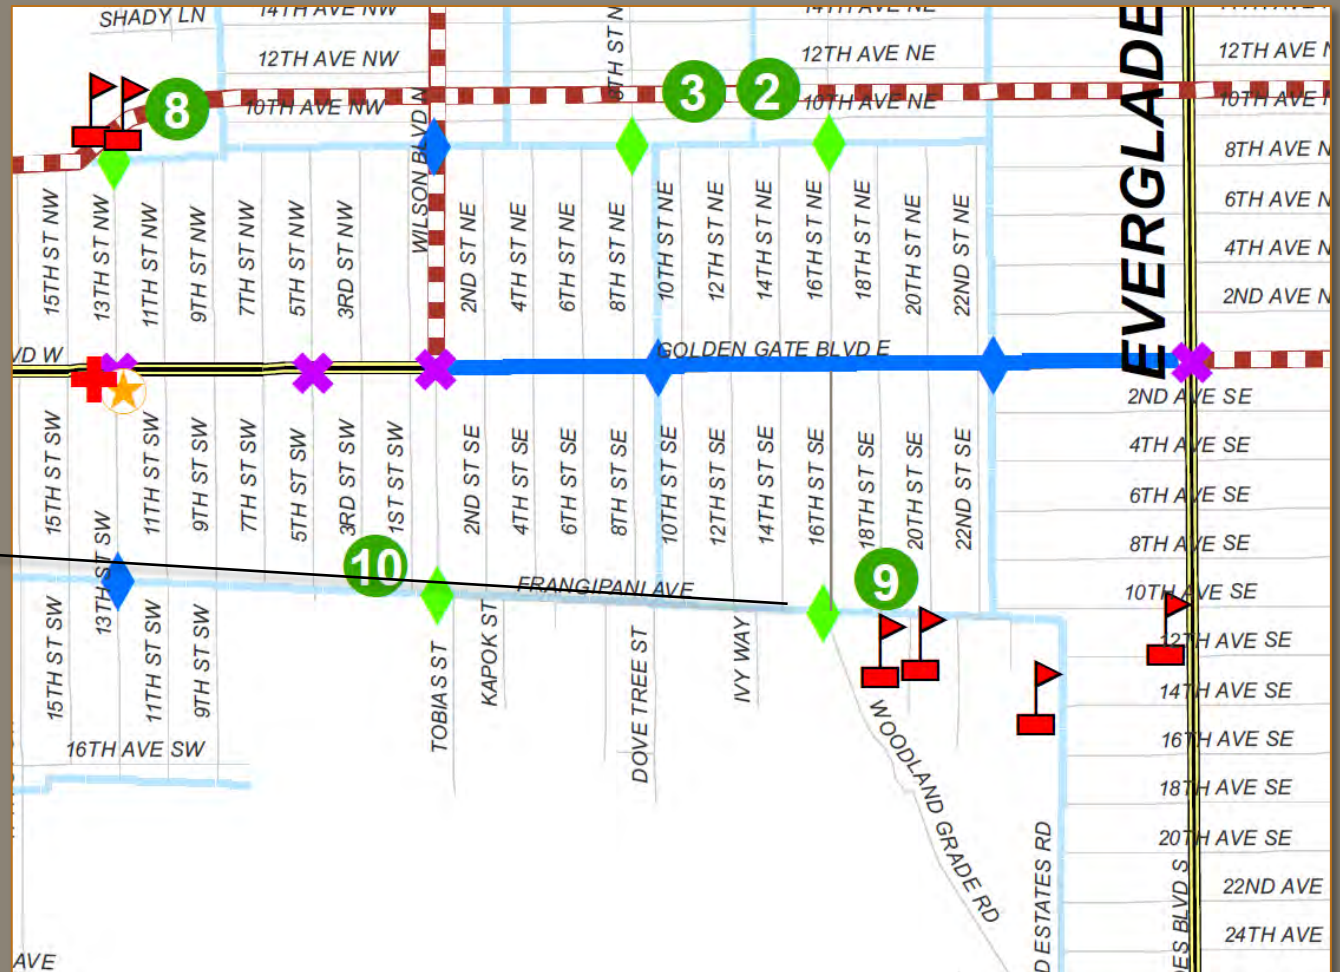 SHADY LN
14TH AVE NW
14TH AVE NE
12TH AVE NW
8TH ST N
12TH AVE NE
12TH AVE N
8
3
2
10TH AVE NW
10TH AVE NE
10TH AVE N
WILSON BLVD N
EVERGLADE
8TH AVE N
6TH AVE N
4TH AVE N
2ND AVE N
15TH ST NW
13TH ST NW
11TH ST NW
9TH ST NW
7TH ST NW
5TH ST NW
3RD ST NW
2ND ST NE
4TH ST NE
6TH ST NE
8TH ST NE
10TH ST NE
12TH ST NE
14TH ST NE
16TH ST NE
18TH ST NE
20TH ST NE
22ND ST NE
VD W
GOLDEN GATE BLVD E
2ND AVE SE
4TH AVE SE
6TH AVE SE
8TH AVE SE
10TH AVE SE
12TH AVE SE
14TH AVE SE
16TH AVE SE
18TH AVE SE
20TH AVE SE
22ND AVE
24TH AVE
15TH ST SW
13TH ST SW
11TH ST SW
9TH ST SW
7TH ST SW
5TH ST SW
3RD ST SW
1ST ST SW
2ND ST SE
4TH ST SE
6TH ST SE
8TH ST SE
10TH ST SE
12TH ST SE
14TH ST SE
16TH ST SE
18TH ST SE
20TH ST SE
22ND ST SE
10
FRANGIPANI AVE
9
15TH ST SW
11TH ST SW
9TH ST SW
16TH AVE SW
TOBIAS ST
KAPOK ST
DOVE TREE ST
IVY WAY
WOODLAND GRADE RD
D ESTATES RD
ES BLVD S
AVE